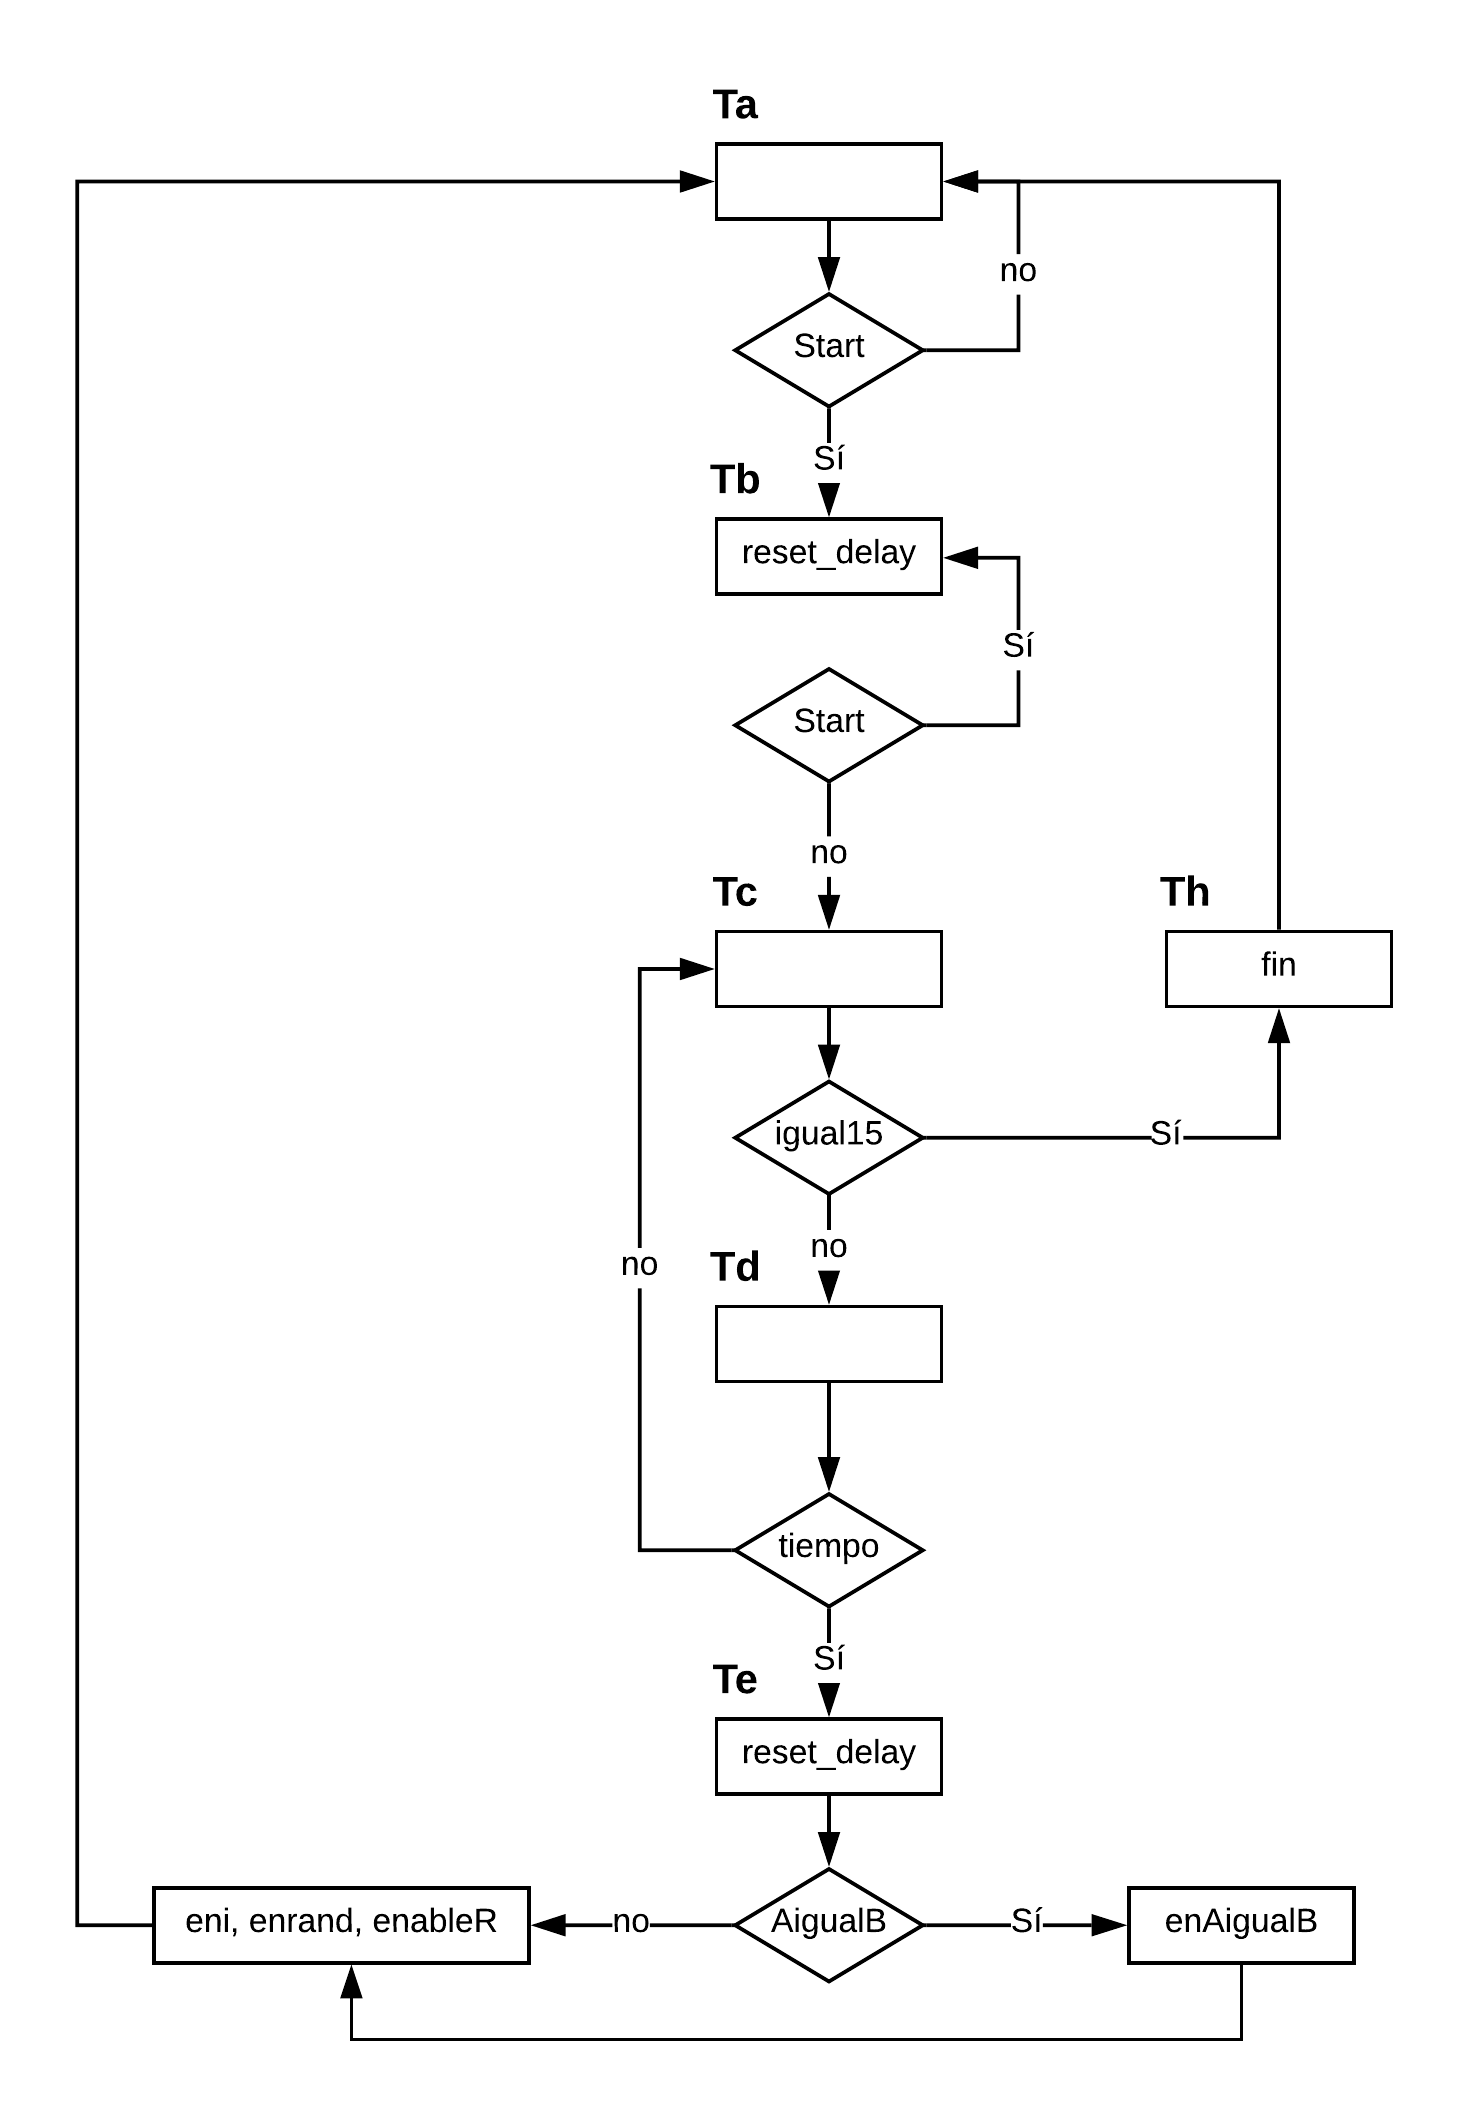 Ta
no
Start
Sí
Tb
reset_delay
Sí
Start
no
Tc
Th
fin
igual15
Sí
no
no
Td
tiempo
Sí
Te
reset_delay
eni, enrand, enableR
no
AigualB
Sí
enAigualB